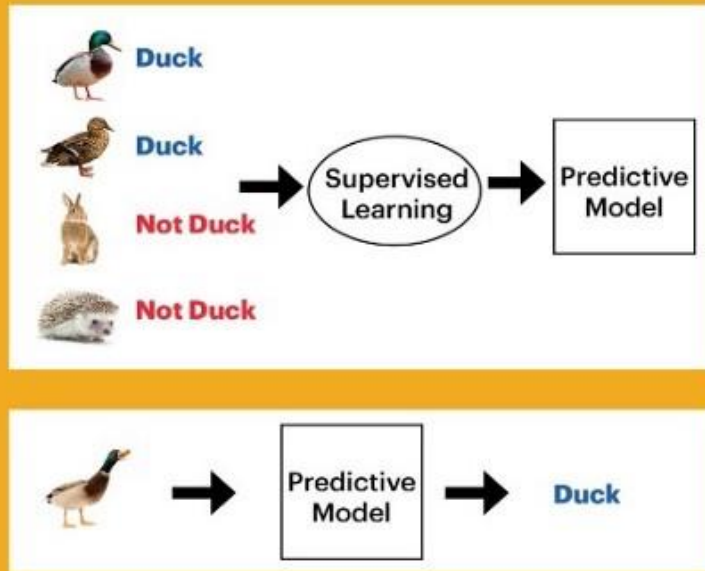 Duck
Duck
Not Duck
Not Duck
Supervised
Learning
Predictive
Model
Predictive
Model
Duck